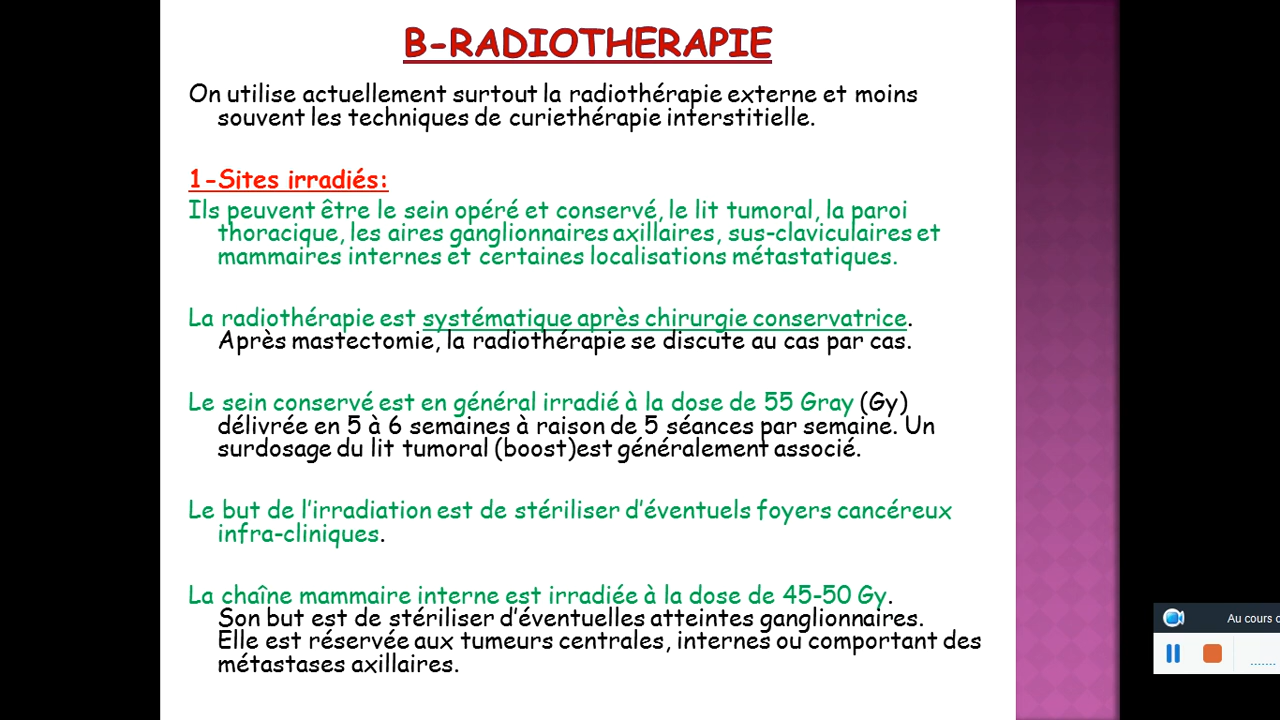 B-RADIOTHERAPIE
On utilise actuellement surtout la radiothérapie externe et moins
souvent les techniques de curiethérapie interstitielle.
1-Sites irradiés:
Ils peuvent être le sein opéré et conservé, le lit tumoral, la paroi
thoracique, les aires ganglionnaires axillaires, sus-claviculaires et
mammaires internes et certaines localisations métastatiques.
La radiothérapie est systématique après chirurgie conservatrice.
Après mastectomie, la radiothérapie se discute au cas par cas.
Le sein conservé est en général irradié à la dose de 55 Gray (Gy)
délivrée en 5 à 6 semaines à raison de 5 séances par semaine. Un
surdosage du lit tumoral (boost)est généralement associé.
Le but de l'irradiation est de stériliser d'éventuels foyers cancéreux
infra-cliniques.
La chaîne mammaire interne est irradiée à la dose de 45-50 Gy.
Son but est de stériliser d'éventuelles atteintes ganglionnaires.
Elle est réservée aux tumeurs centrales, internes ou comportant des
métastases axillaires.
Au cours